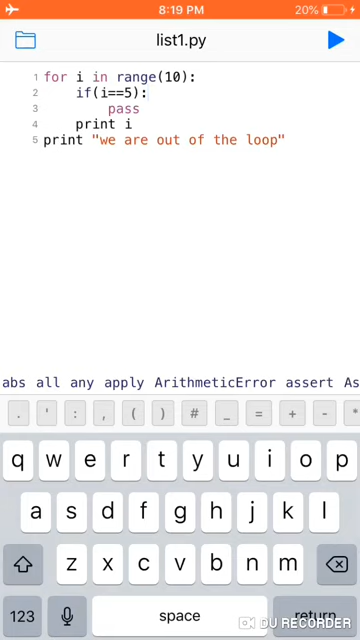 8:19 PM 20%
list1.py
1 for i in range(10):
2 if(i==5):
3 pass
4 print i
5 print "we are out of the loop"
abs all any apply ArithmeticError assert As
. ' : , ( ) # _ = + - *
q w e r t y u i o p
a s d f g h j k l
z x c v b n m
123 space return
DU RECORDER